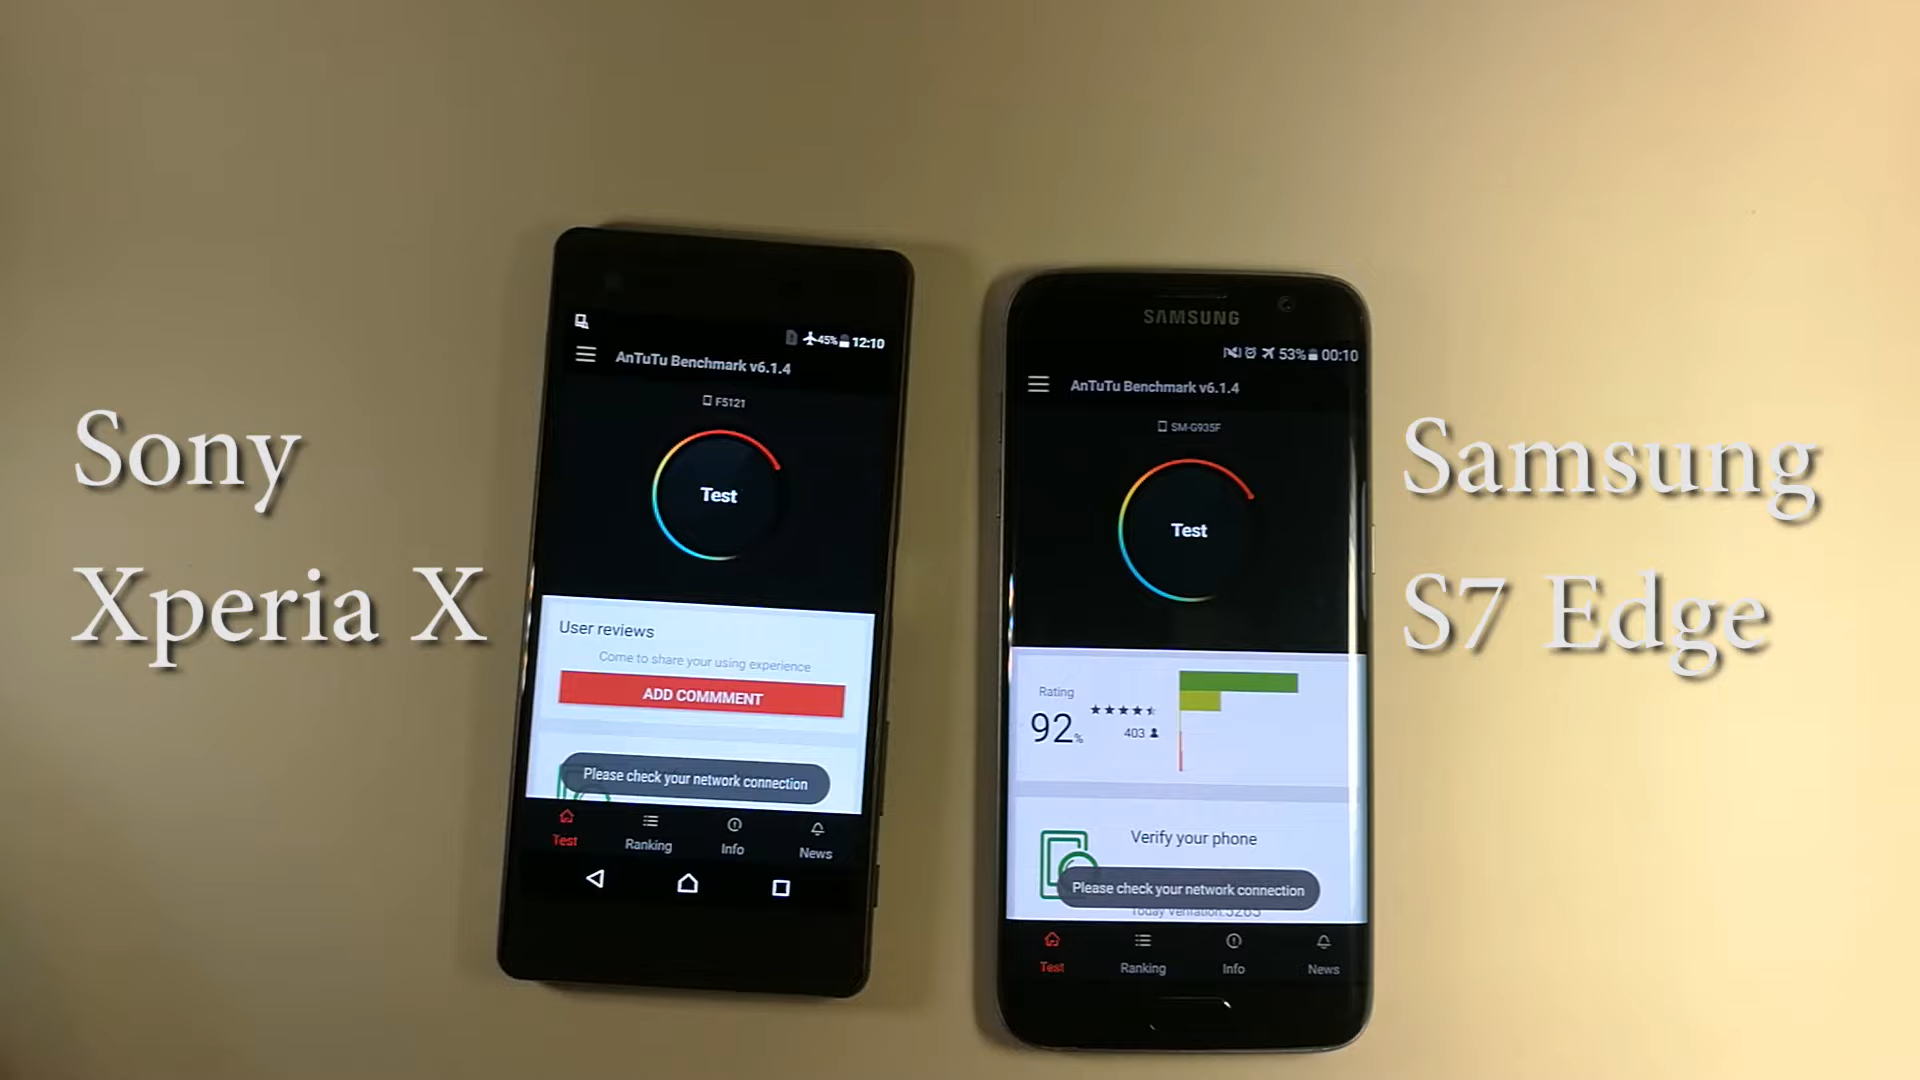 Sony
Xperia X
45% 12:10
AnTuTu Benchmark v6.1.4
F5121
Test
User reviews
Come to share your using experience
ADD COMMMENT
Please check your network connection
Test
Ranking
Info
News
SAMSUNG
53% 00:10
AnTuTu Benchmark v6.1.4
SM-G935F
Test
Rating
92%
403
Verify your phone
Please check your network connection
Test
Ranking
Info
News
Samsung
S7 Edge